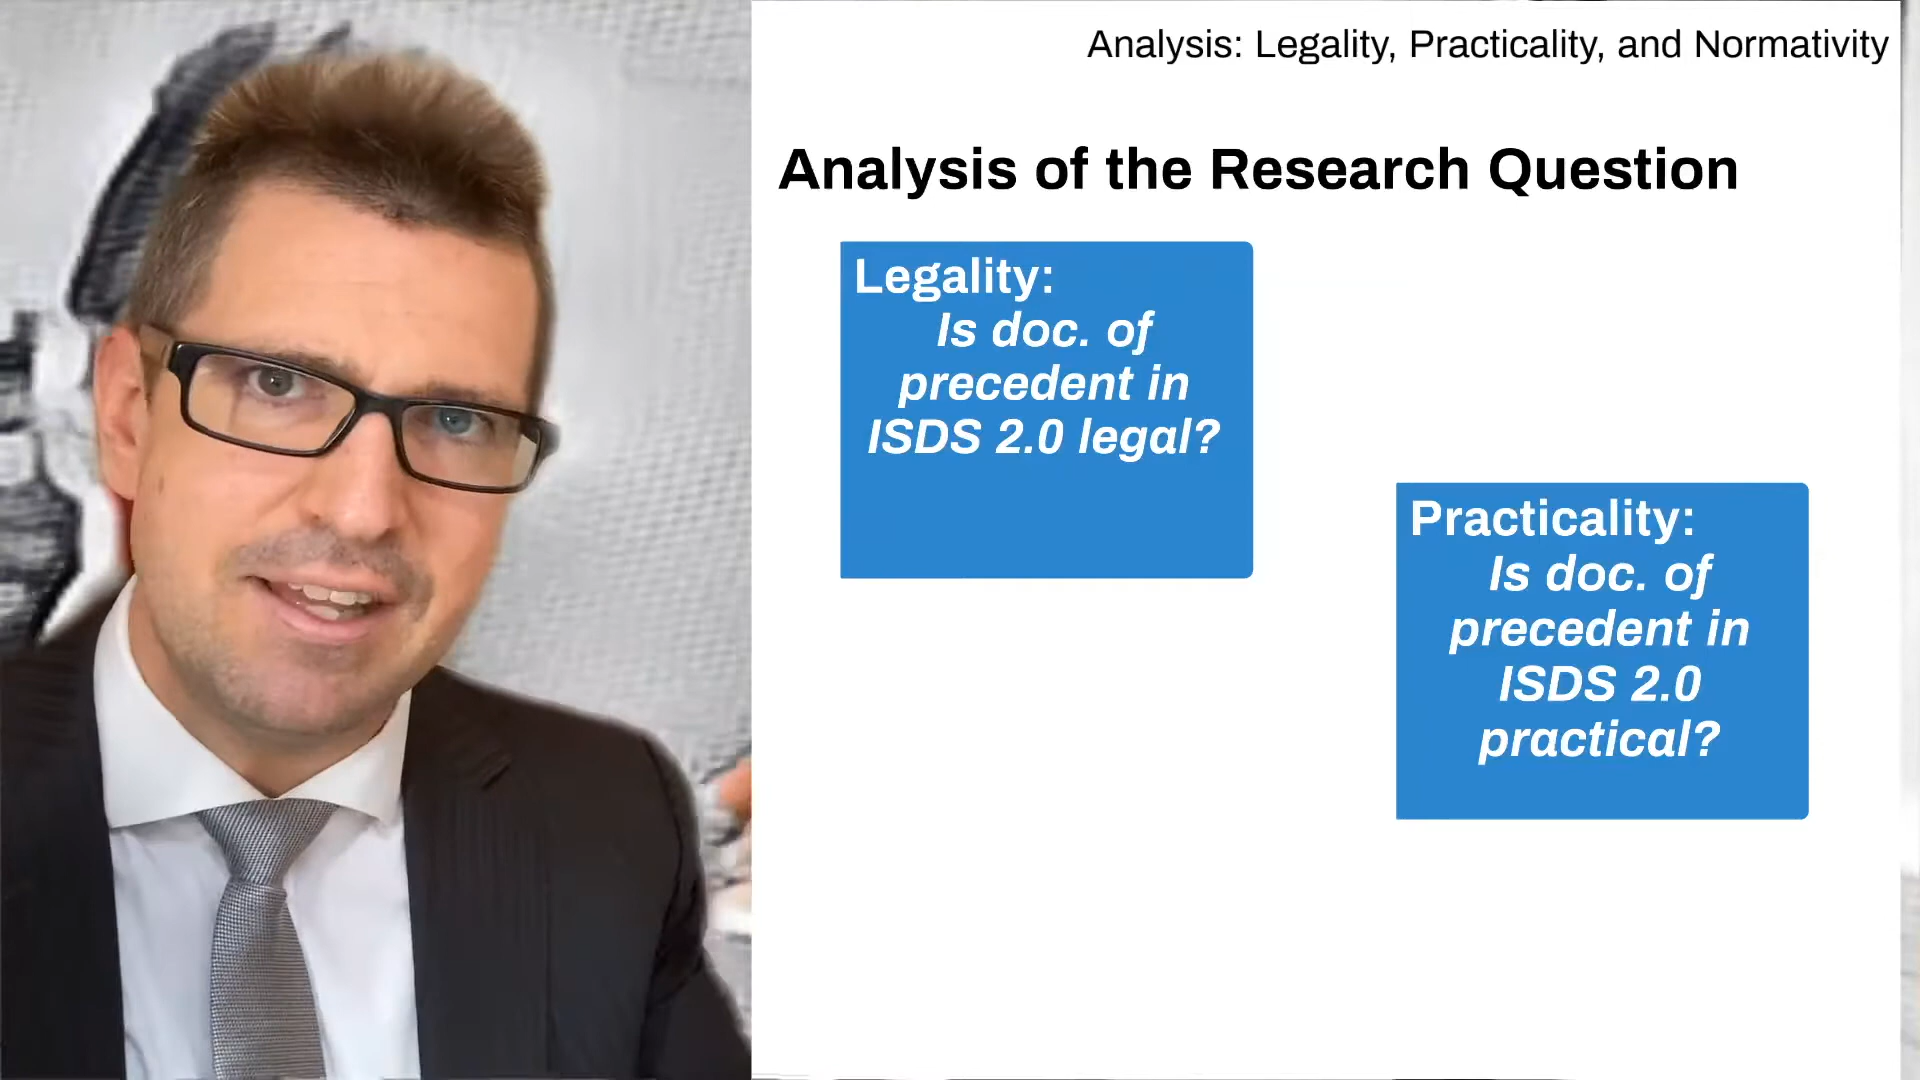 Analysis: Legality, Practicality, and Normativity
Analysis of the Research Question
Legality:
Is doc. of
precedent in
ISDS 2.0 legal?
Practicality:
Is doc. of
precedent in
ISDS 2.0
practical?